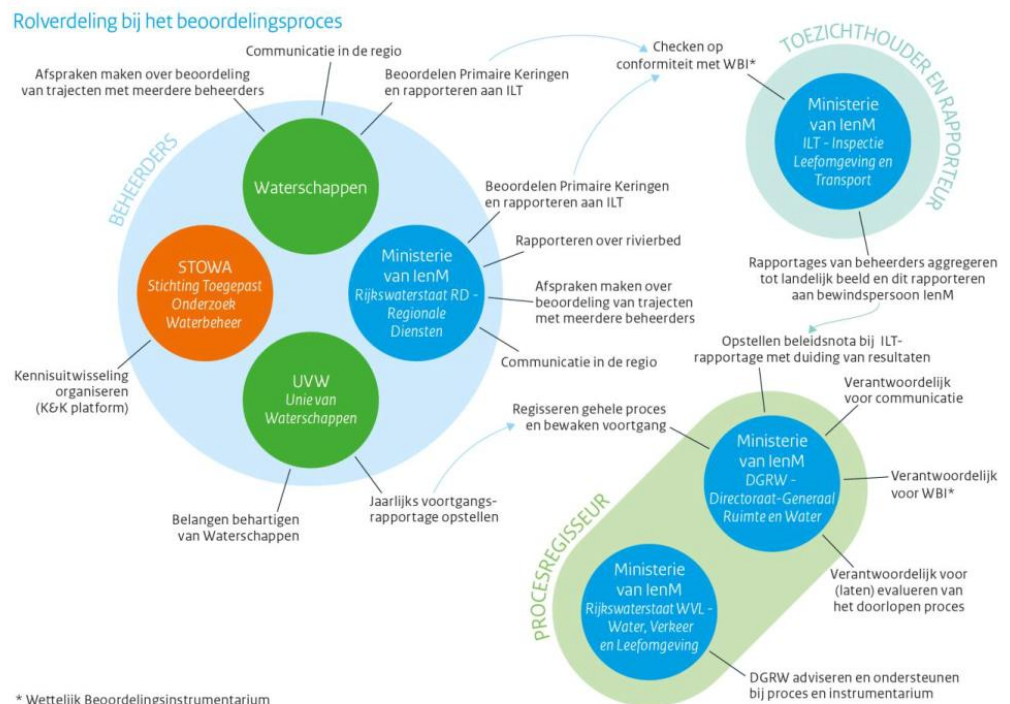 Rolverdeling bij het beoordelingsproces
Communicatie in de regio
Afspraken maken over beoordeling
van trajecten met meerdere beheerders
Beoordelen Primaire Keringen
en rapporteren aan ILT
BEHEERDERS
Waterschappen
STOWA
Stichting Toegepast
Onderzoek
Waterbeheer
Ministerie
van IenM
Rijkswaterstaat RD -
Regionale
Diensten
UVW
Unie van
Waterschappen
Kennisuitwisseling
organiseren
(K&K platform)
Belangen behartigen
van Waterschappen
Jaarlijks voortgangs-
rapportage opstellen
Beoordelen Primaire Keringen
en rapporteren aan ILT
Rapporteren over rivierbed
Afspraken maken over
beoordeling van trajecten
met meerdere beheerders
Communicatie in de regio
Checken op
conformiteit met WBI*
TOEZICHTHOUDER EN RAPPORTEUR
Ministerie
van IenM
ILT - Inspectie
Leefomgeving en
Transport
Rapportages van beheerders aggregeren
tot landelijk beeld en dit rapporteren
aan bewindspersoon IenM
Opstellen beleidsnota bij ILT-
rapportage met duiding van resultaten
Regisseren gehele proces
en bewaken voortgang
Verantwoordelijk
voor communicatie
Ministerie
van IenM
DGRW -
Directoraat-Generaal
Ruimte en Water
Verantwoordelijk
voor WBI*
Verantwoordelijk voor
(laten) evalueren van
het doorlopen proces
PROCESREGISSEUR
Ministerie
van IenM
Rijkswaterstaat WVL -
Water, Verkeer
en Leefomgeving
DGRW adviseren en ondersteunen
bij proces en instrumentarium
* Wettelijk Beoordelingsinstrumentarium